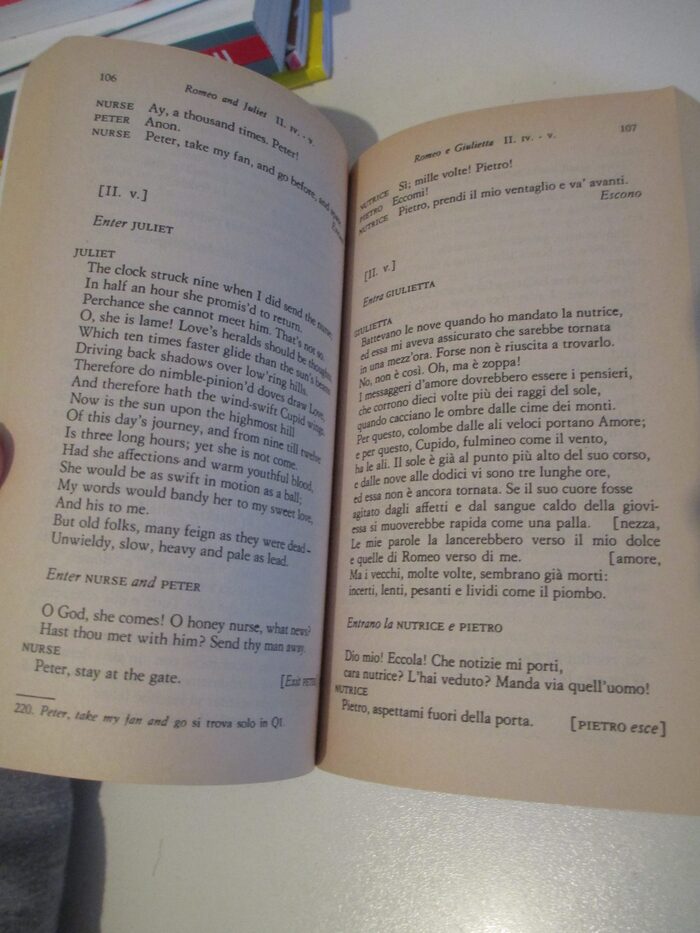 106
Romeo and Juliet II. iv. - v.
NURSE Ay, a thousand times. Peter!
PETER Anon.
NURSE Peter, take my fan, and go before, and
[II. v.]
Enter JULIET
JULIET
The clock struck nine when I did send the nurse;
In half an hour she promis'd to return.
Perchance she cannot meet him. That's not so.
O, she is lame! Love's heralds should be thoughts,
Which ten times faster glide than the sun's beams
Driving back shadows over low'ring hills.
Therefore do nimble-pinion'd doves draw Love,
And therefore hath the wind-swift Cupid wings.
Now is the sun upon the highmost hill
Of this day's journey, and from nine till twelve
Is three long hours; yet she is not come.
Had she affections and warm youthful blood,
She would be as swift in motion as a ball;
My words would bandy her to my sweet love,
And his to me.
But old folks, many feign as they were dead-
Unwieldy, slow, heavy and pale as lead.
Enter NURSE and PETER
O God, she comes! O honey nurse, what news?
Hast thou met with him? Send thy man away.
NURSE
Peter, stay at the gate. [Exit PETER
220. Peter, take my fan and go si trova solo in Q1.
Romeo e Giulietta II. iv. - v. 107
NUTRICE Sì; mille volte! Pietro!
PIETRO Eccomi!
NUTRICE Pietro, prendi il mio ventaglio e va' avanti.
Escono
[II. v.]
Entra GIULIETTA
GIULIETTA
Battevano le nove quando ho mandato la nutrice,
ed essa mi aveva assicurato che sarebbe tornata
in una mezz'ora. Forse non è riuscita a trovarlo.
No, non è così. Oh, ma è zoppa!
I messaggeri d'amore dovrebbero essere i pensieri,
che corrono dieci volte più dei raggi del sole,
quando cacciano le ombre dalle cime dei monti.
Per questo, colombe dalle ali veloci portano Amore;
e per questo, Cupido, fulmineo come il vento,
ha le ali. Il sole è già al punto più alto del suo corso,
e dalle nove alle dodici vi sono tre lunghe ore,
ed essa non è ancora tornata. Se il suo cuore fosse
agitato dagli affetti e dal sangue caldo della giovi-
essa si muoverebbe rapida come una palla. [nezza,
Le mie parole la lancerebbero verso il mio dolce
e quelle di Romeo verso di me. [amore,
Ma i vecchi, molte volte, sembrano già morti:
incerti, lenti, pesanti e lividi come il piombo.
Entrano la NUTRICE e PIETRO
Dio mio! Eccola! Che notizie mi porti,
cara nutrice? L'hai veduto? Manda via quell'uomo!
NUTRICE
Pietro, aspettami fuori della porta. [PIETRO esce]